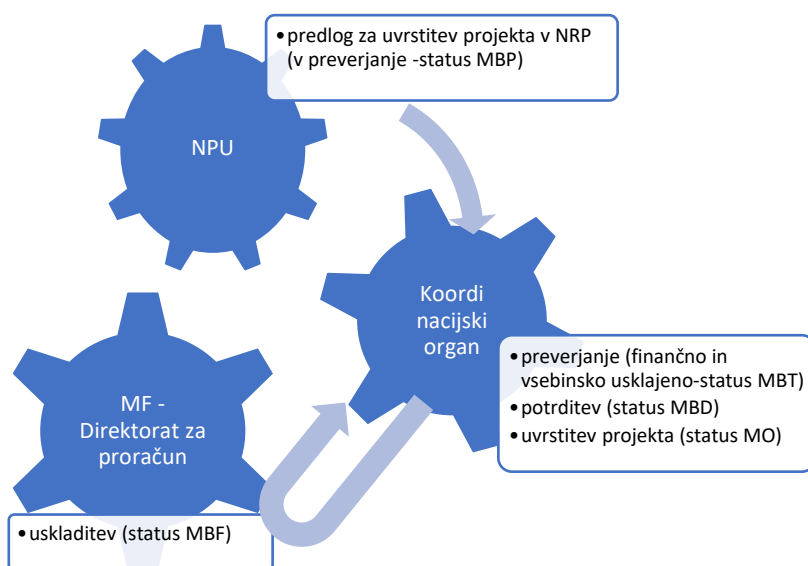 • predlog za uvrstitev projekta v NRP
(v preverjanje -status MBP)
NPU
Koordi
nacijski
organ
• preverjanje (finančno in
vsebinsko usklajeno-status MBT)
• potrditev (status MBD)
• uvrstitev projekta (status MO)
MF -
Direktorat za
proračun
• uskladitev (status MBF)